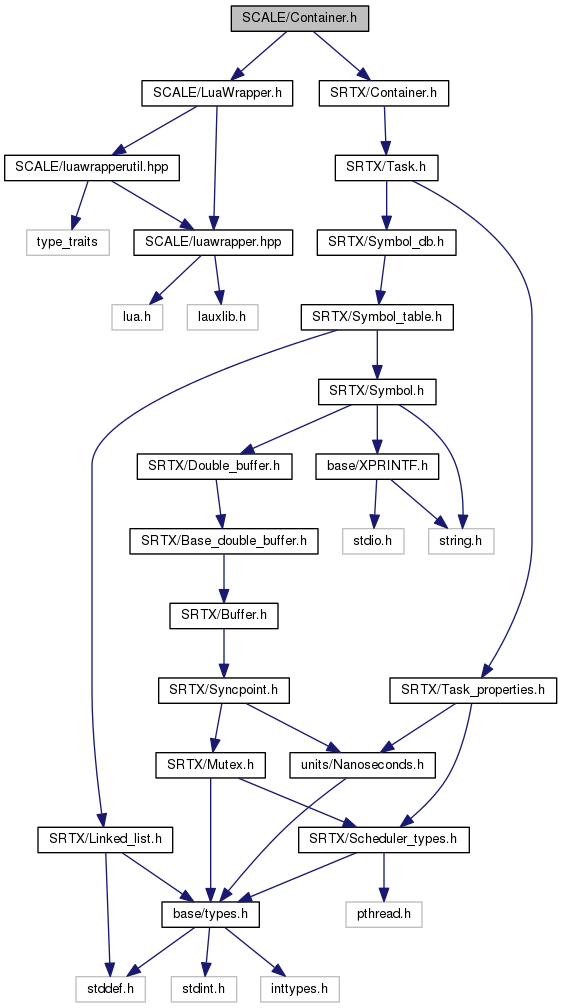 SCALE/Container.h
SCALE/LuaWrapper.h
SRTX/Container.h
SCALE/luawrapperutil.hpp
SRTX/Task.h
type_traits
SCALE/luawrapper.hpp
SRTX/Symbol_db.h
lua.h
lauxlib.h
SRTX/Symbol_table.h
SRTX/Symbol.h
SRTX/Double_buffer.h
base/XPRINTF.h
SRTX/Base_double_buffer.h
stdio.h
string.h
SRTX/Buffer.h
SRTX/Syncpoint.h
SRTX/Task_properties.h
SRTX/Mutex.h
units/Nanoseconds.h
SRTX/Linked_list.h
SRTX/Scheduler_types.h
base/types.h
pthread.h
stddef.h
stdint.h
inttypes.h